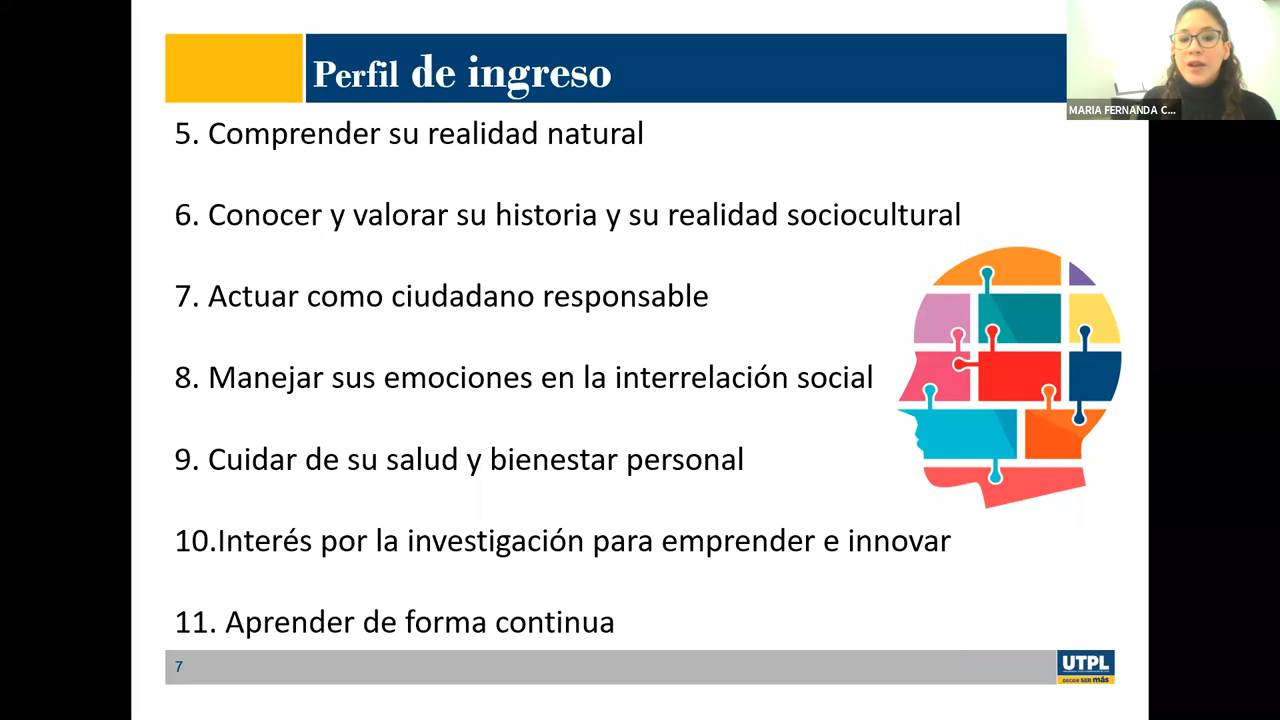 Perfil de ingreso
MARIA FERNANDA C...
5. Comprender su realidad natural
6. Conocer y valorar su historia y su realidad sociocultural
7. Actuar como ciudadano responsable
8. Manejar sus emociones en la interrelación social
9. Cuidar de su salud y bienestar personal
10.Interés por la investigación para emprender e innovar
11. Aprender de forma continua
7
UTPL
DECIDE SER más